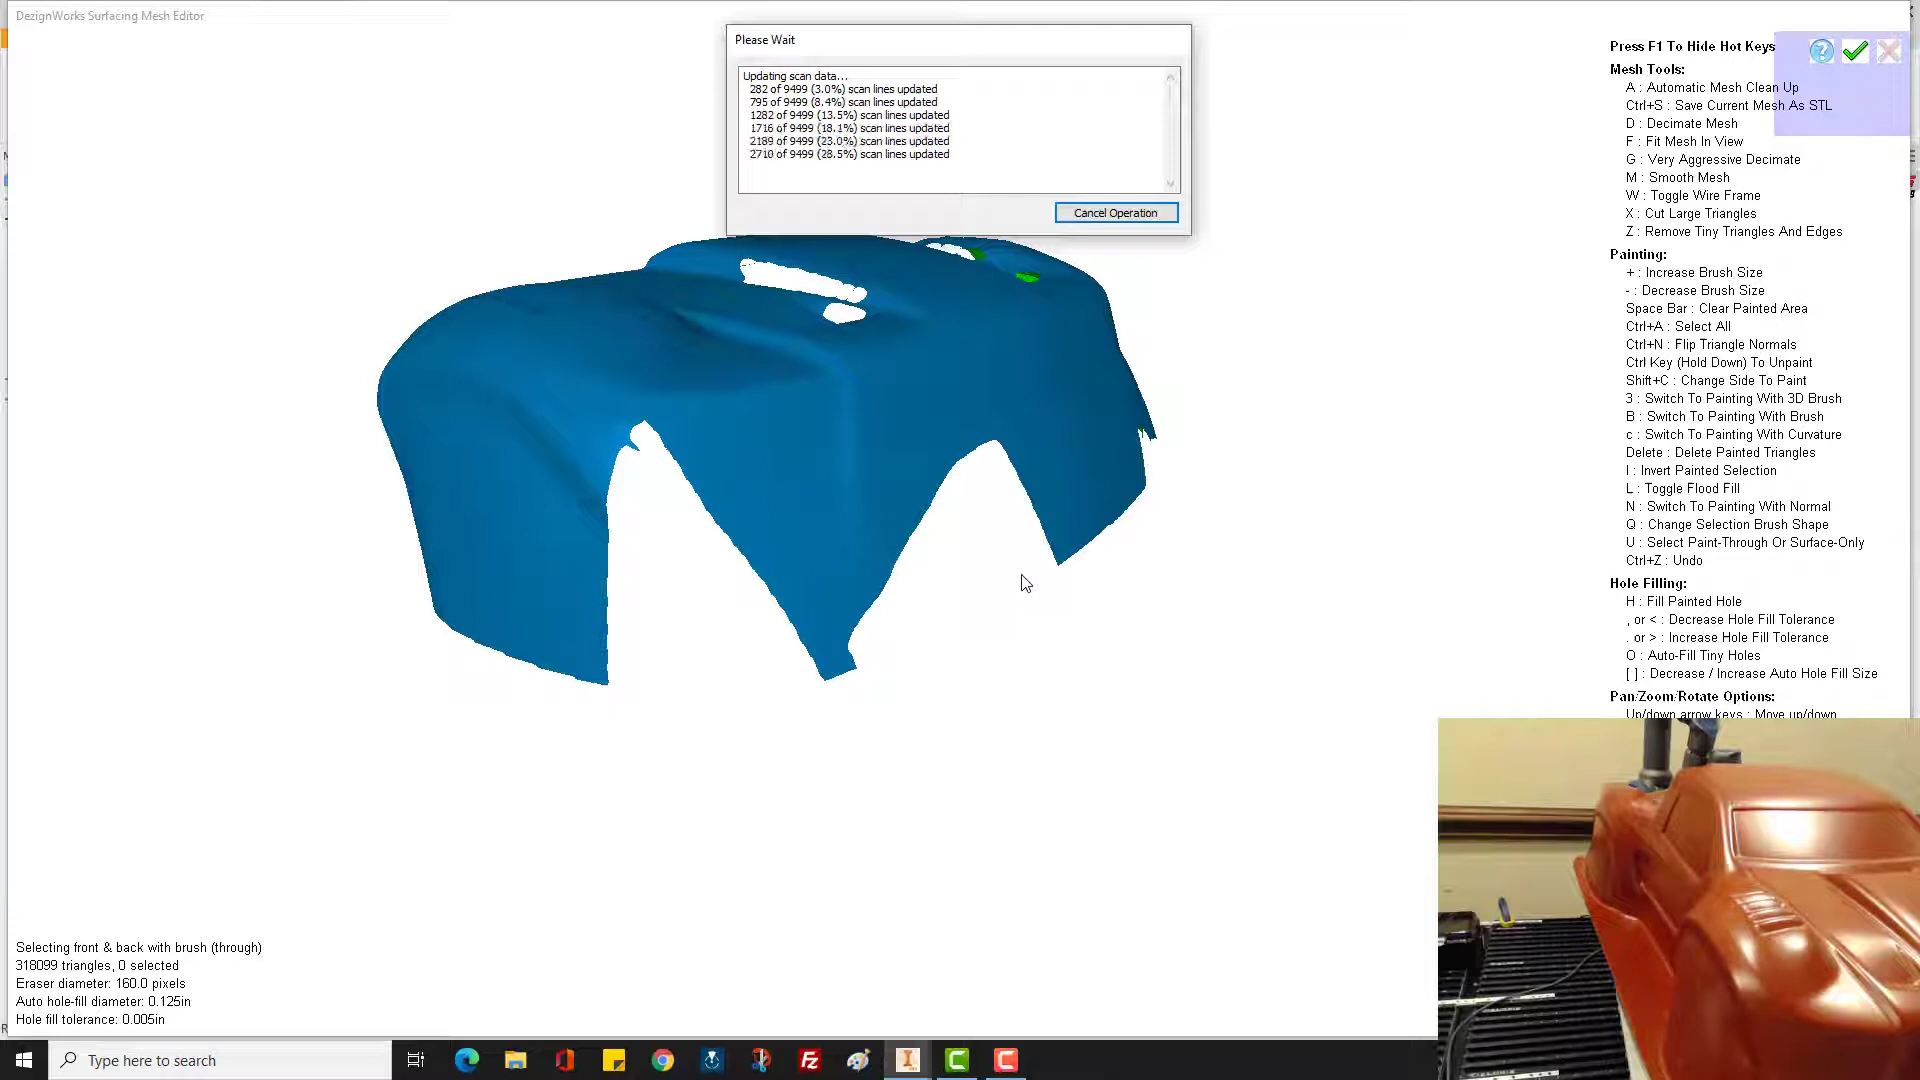 DezignWorks Surfacing Mesh Editor
Please Wait
Updating scan data...
282 of 9499 (3.0%) scan lines updated
795 of 9499 (8.4%) scan lines updated
1282 of 9499 (13.5%) scan lines updated
1716 of 9499 (18.1%) scan lines updated
2189 of 9499 (23.0%) scan lines updated
2710 of 9499 (28.5%) scan lines updated
Cancel Operation
Press F1 To Hide Hot Keys
Mesh Tools:
A : Automatic Mesh Clean Up
Ctrl+S : Save Current Mesh As STL
D : Decimate Mesh
F : Fit Mesh In View
G : Very Aggressive Decimate
M : Smooth Mesh
W : Toggle Wire Frame
X : Cut Large Triangles
Z : Remove Tiny Triangles And Edges
Painting:
+ : Increase Brush Size
- : Decrease Brush Size
Space Bar : Clear Painted Area
Ctrl+A : Select All
Ctrl+N : Flip Triangle Normals
Ctrl Key (Hold Down) To Unpaint
Shift+C : Change Side To Paint
3 : Switch To Painting With 3D Brush
B : Switch To Painting With Brush
c : Switch To Painting With Curvature
Delete : Delete Painted Triangles
I : Invert Painted Selection
L : Toggle Flood Fill
N : Switch To Painting With Normal
Q : Change Selection Brush Shape
U : Select Paint-Through Or Surface-Only
Ctrl+Z : Undo
Hole Filling:
H : Fill Painted Hole
, or < : Decrease Hole Fill Tolerance
. or > : Increase Hole Fill Tolerance
O : Auto-Fill Tiny Holes
[ ] : Decrease / Increase Auto Hole Fill Size
Pan/Zoom/Rotate Options:
Up/down arrow keys : Move up/down
Selecting front & back with brush (through)
318099 triangles, 0 selected
Eraser diameter: 160.0 pixels
Auto hole-fill diameter: 0.125in
Hole fill tolerance: 0.005in
Type here to search